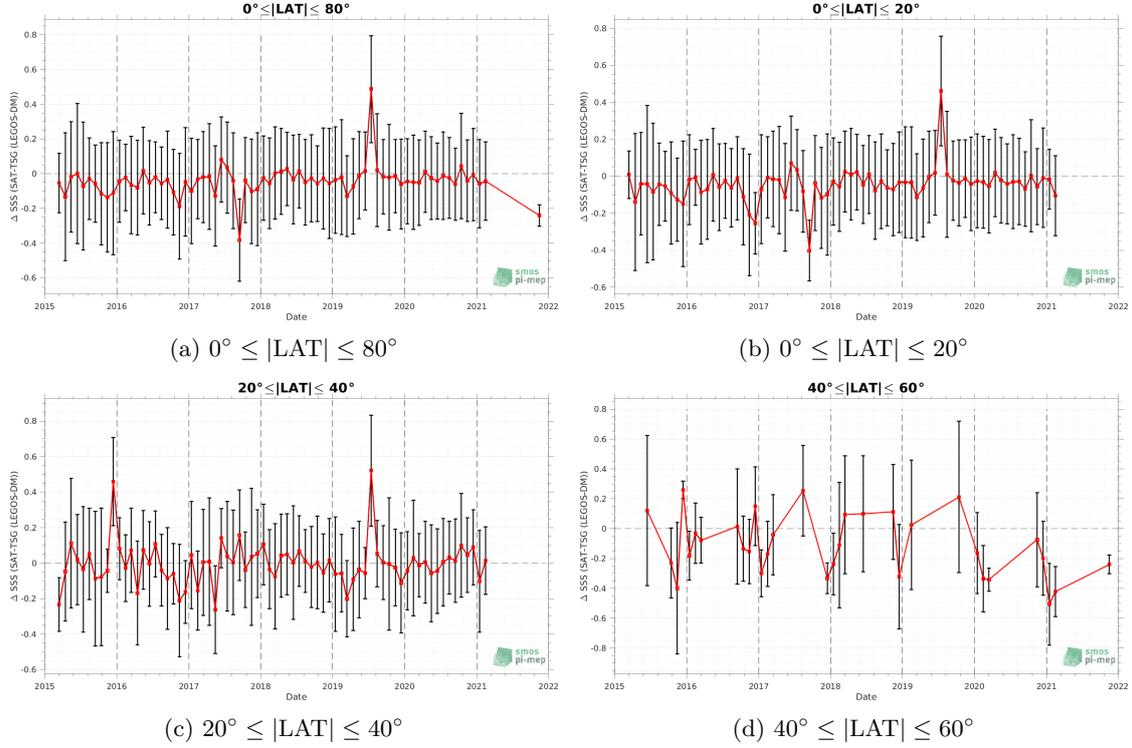 0°≤|LAT|≤ 80°
0.8
0.6
0.4
0.2
0
-0.2
-0.4
-0.6
Δ SSS (SAT-TSG (LEGOS-DM))
2015 2016 2017 2018 2019 2020 2021 2022
Date
smos
pi-mep
(a) 0° ≤ |LAT| ≤ 80°
0°≤|LAT|≤ 20°
0.8
0.6
0.4
0.2
0
-0.2
-0.4
-0.6
Δ SSS (SAT-TSG (LEGOS-DM))
2015 2016 2017 2018 2019 2020 2021 2022
Date
smos
pi-mep
(b) 0° ≤ |LAT| ≤ 20°
20°≤|LAT|≤ 40°
0.8
0.6
0.4
0.2
0
-0.2
-0.4
-0.6
Δ SSS (SAT-TSG (LEGOS-DM))
2015 2016 2017 2018 2019 2020 2021 2022
Date
smos
pi-mep
(c) 20° ≤ |LAT| ≤ 40°
40°≤|LAT|≤ 60°
0.8
0.6
0.4
0.2
0
-0.2
-0.4
-0.6
-0.8
Δ SSS (SAT-TSG (LEGOS-DM))
2015 2016 2017 2018 2019 2020 2021 2022
Date
smos
pi-mep
(d) 40° ≤ |LAT| ≤ 60°